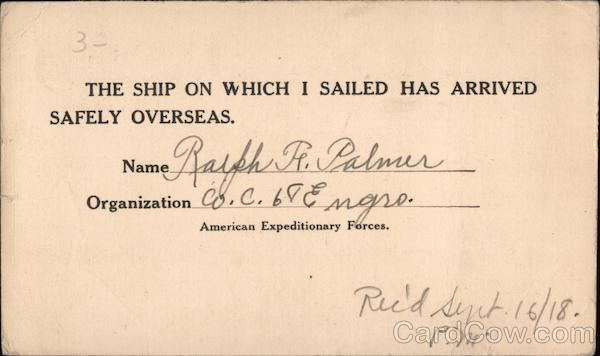 3-.
THE SHIP ON WHICH I SAILED HAS ARRIVED
SAFELY OVERSEAS.
Name Ralph H. Palmer
Organization Co. C. 6T Engrs.
American Expeditionary Forces.
Rec'd Sept. 16/18.
CardCow.com